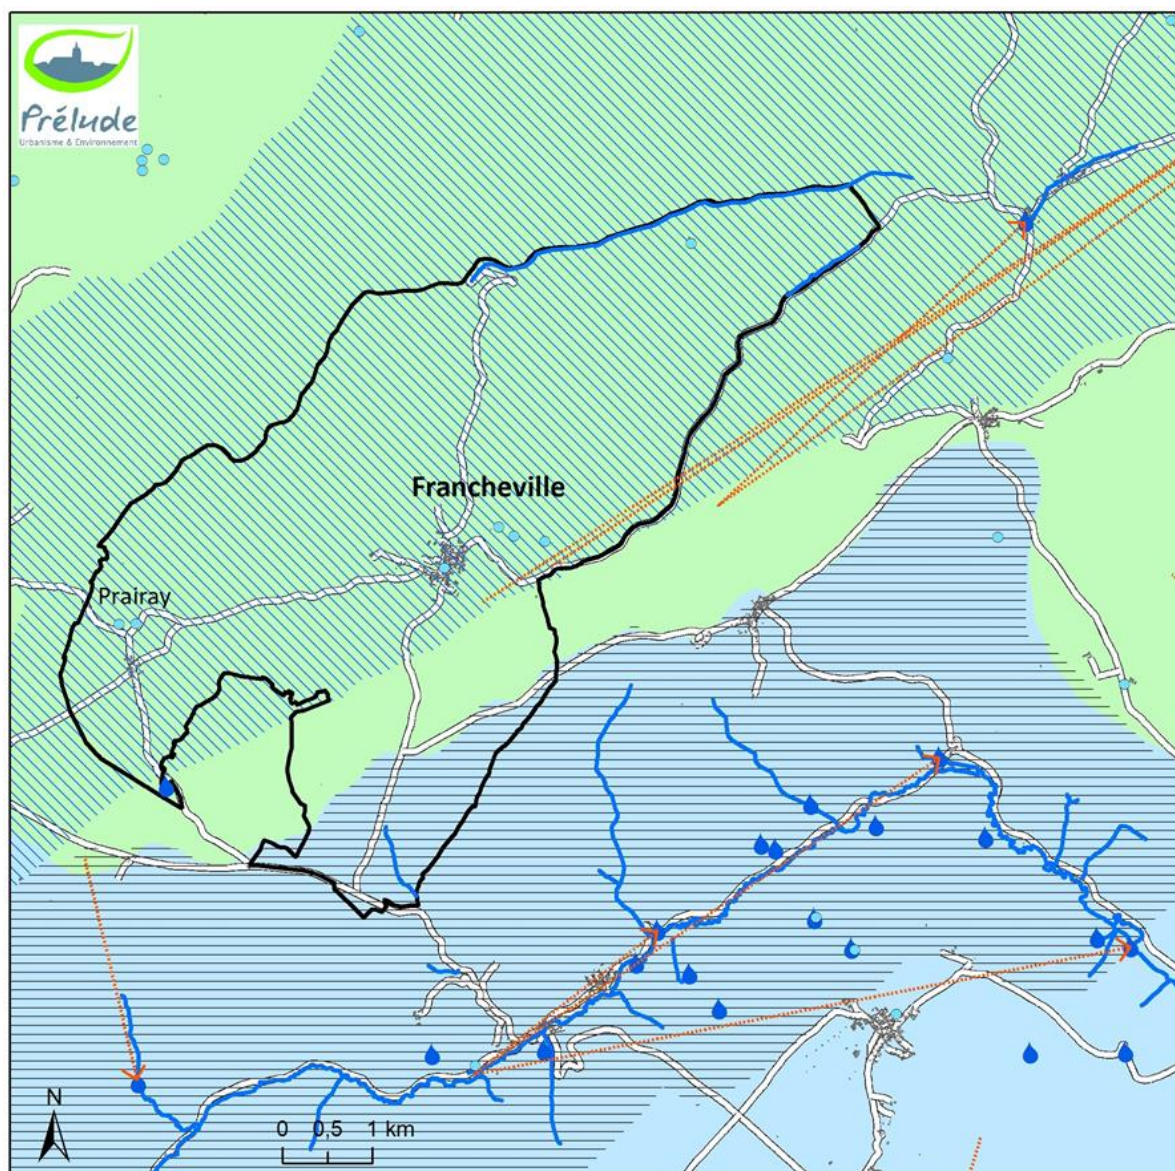 Prélude
Urbanisme & Environnement
Francheville
Prairay
N
0 0,5 1 km